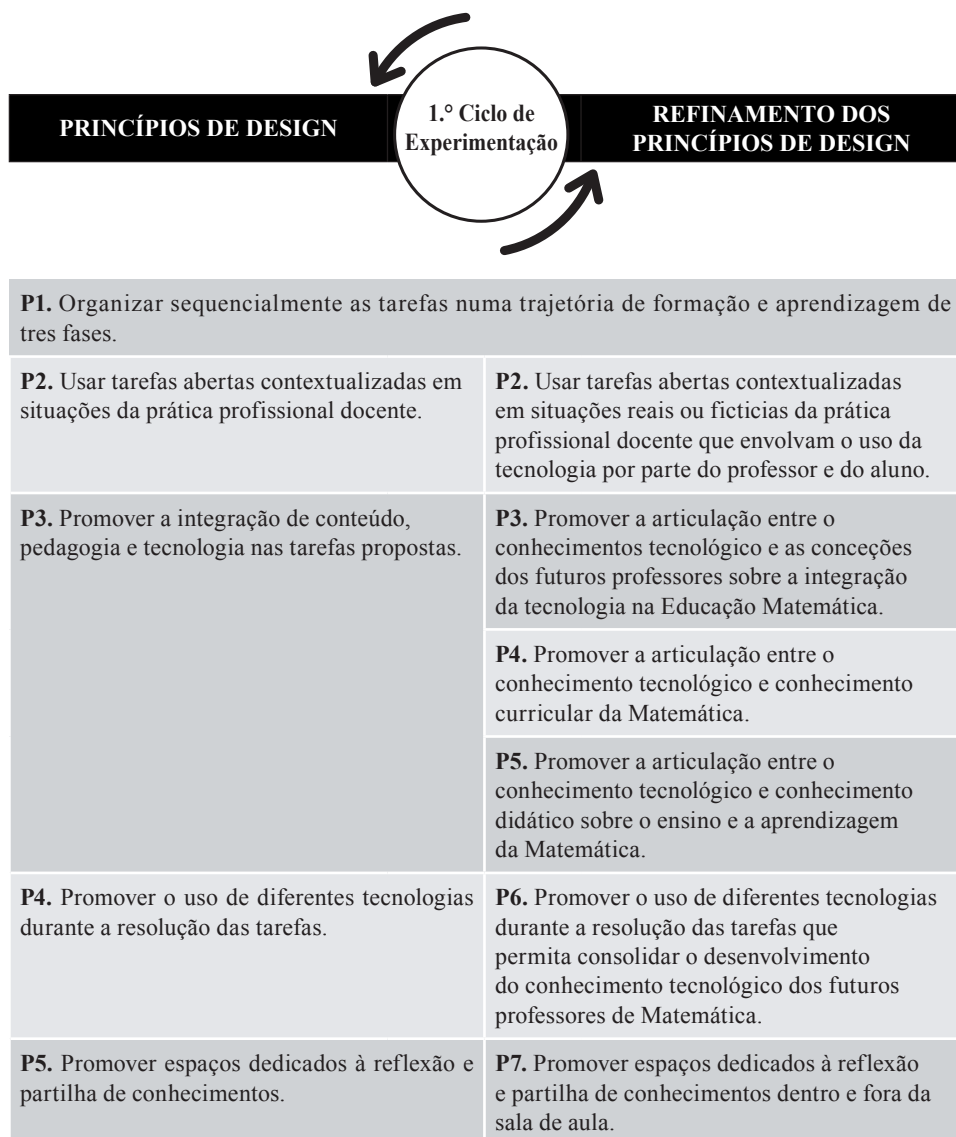 PRINCÍPIOS DE DESIGN
1.° Ciclo de
Experimentação
REFINAMENTO DOS
PRINCÍPIOS DE DESIGN
P1. Organizar sequencialmente as tarefas numa trajetória de formação e aprendizagem de
tres fases.
P2. Usar tarefas abertas contextualizadas em
situações da prática profissional docente.
P2. Usar tarefas abertas contextualizadas
em situações reais ou ficticias da prática
profissional docente que envolvam o uso da
tecnologia por parte do professor e do aluno.
P3. Promover a integração de conteúdo,
pedagogia e tecnologia nas tarefas propostas.
P3. Promover a articulação entre o
conhecimentos tecnológico e as conceções
dos futuros professores sobre a integração
da tecnologia na Educação Matemática.
P4. Promover a articulação entre o
conhecimento tecnológico e conhecimento
curricular da Matemática.
P5. Promover a articulação entre o
conhecimento tecnológico e conhecimento
didático sobre o ensino e a aprendizagem
da Matemática.
P4. Promover o uso de diferentes tecnologias
durante a resolução das tarefas.
P6. Promover o uso de diferentes tecnologias
durante a resolução das tarefas que
permita consolidar o desenvolvimento
do conhecimento tecnológico dos futuros
professores de Matemática.
P5. Promover espaços dedicados à reflexão e
partilha de conhecimentos.
P7. Promover espaços dedicados à reflexão
e partilha de conhecimentos dentro e fora da
sala de aula.